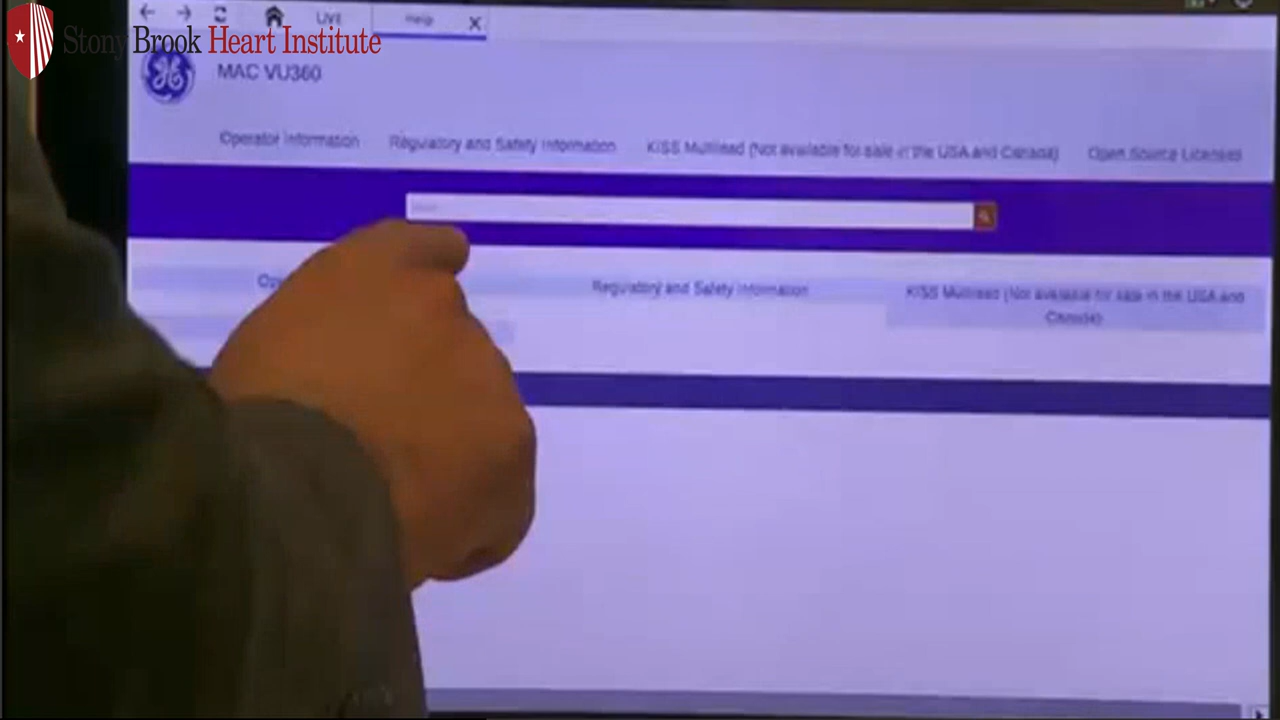 LIVE
Help
X
Stony Brook Heart Institute
MAC VU360
Operator Information
Regulatory and Safety Information
KISS Multilead (Not available for sale in the USA and Canada)
Open Source Licenses
Regulatory and Safety Information
KISS Multilead (Not available for sale in the USA and
Canada)